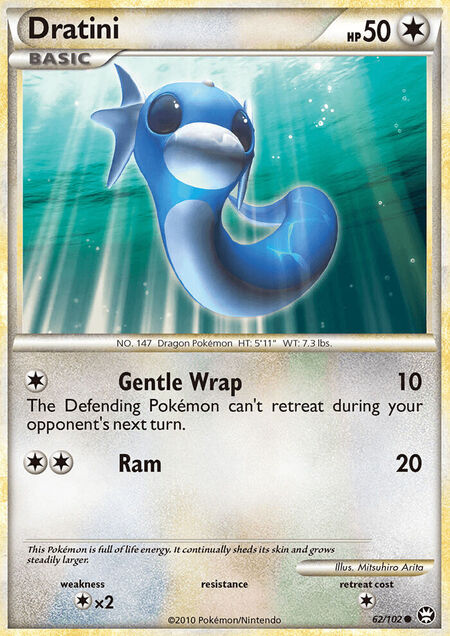 Dratini HP 50
BASIC
NO. 147 Dragon Pokémon HT: 5'11" WT: 7.3 lbs.
Gentle Wrap 10
The Defending Pokémon can't retreat during your
opponent's next turn.
Ram 20
This Pokémon is full of life energy. It continually sheds its skin and grows
steadily larger.
Illus. Mitsuhiro Arita
weakness resistance retreat cost
×2
©2010 Pokémon/Nintendo 62/102